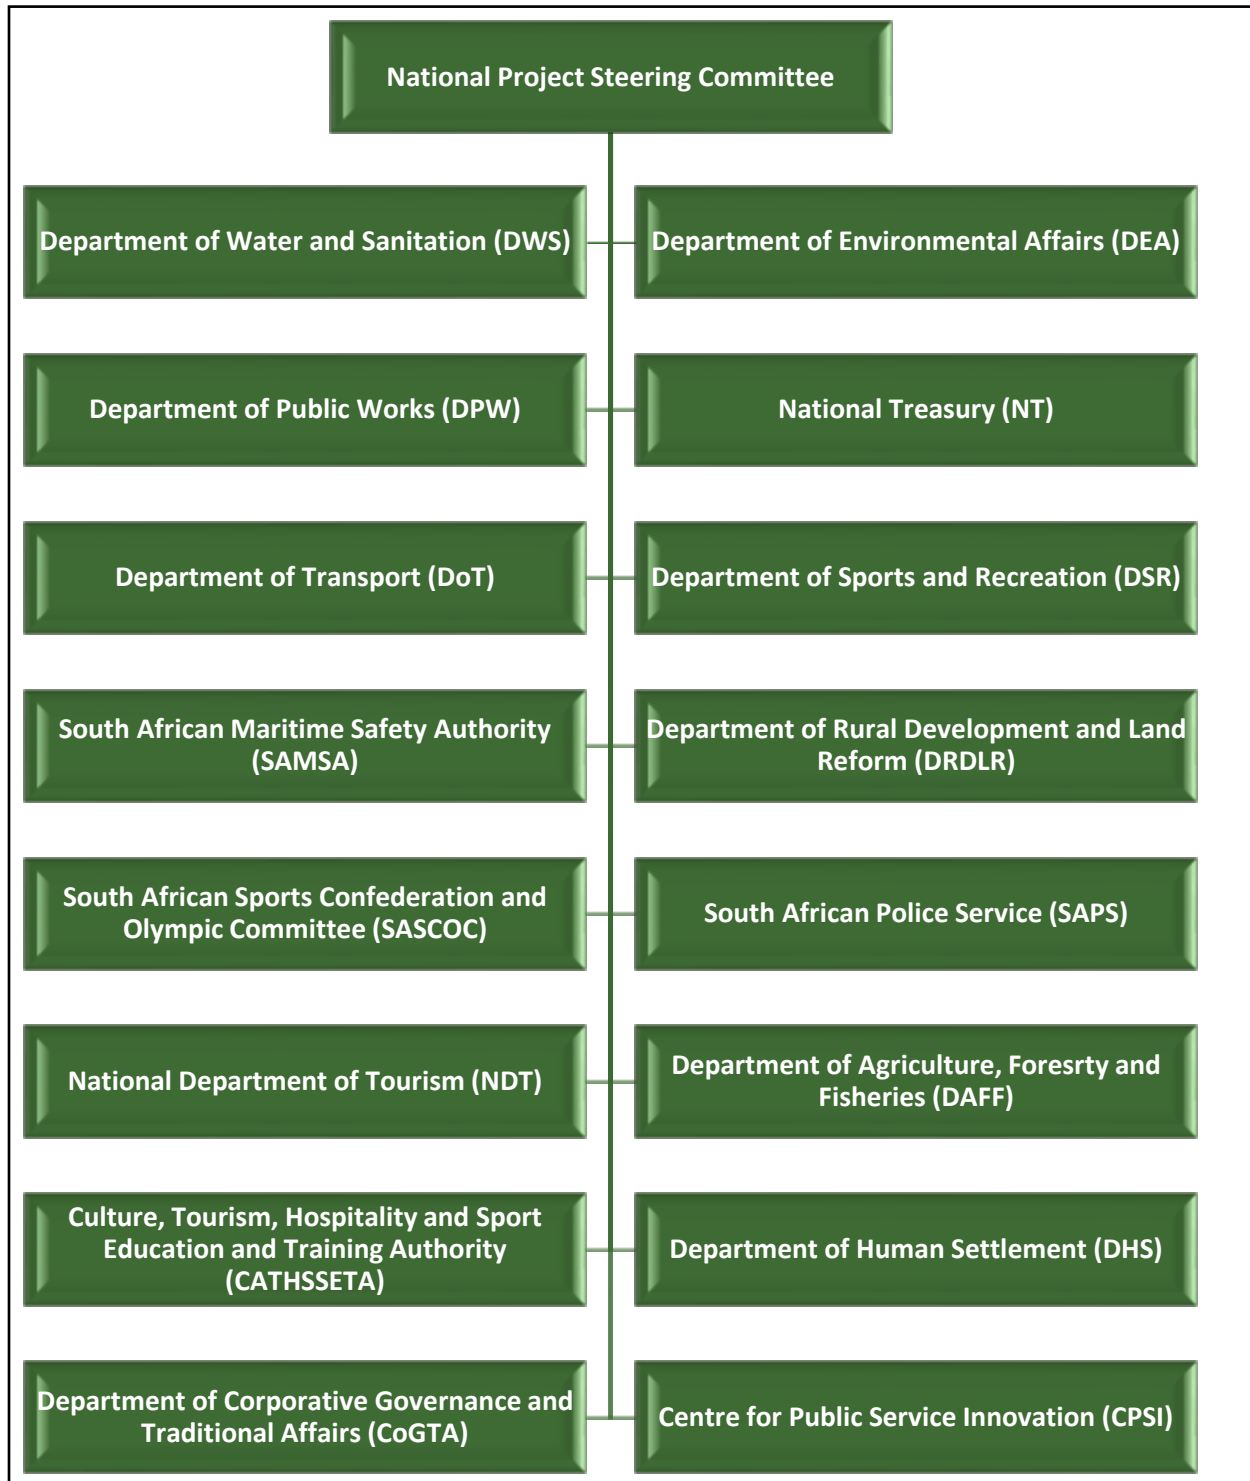 National Project Steering Committee
Department of Water and Sanitation (DWS)
Department of Environmental Affairs (DEA)
Department of Public Works (DPW)
National Treasury (NT)
Department of Transport (DoT)
Department of Sports and Recreation (DSR)
South African Maritime Safety Authority
(SAMSA)
Department of Rural Development and Land
Reform (DRDLR)
South African Sports Confederation and
Olympic Committee (SASCOC)
South African Police Service (SAPS)
National Department of Tourism (NDT)
Department of Agriculture, Foresrty and
Fisheries (DAFF)
Culture, Tourism, Hospitality and Sport
Education and Training Authority
(CATHSSETA)
Department of Human Settlement (DHS)
Department of Corporative Governance and
Traditional Affairs (CoGTA)
Centre for Public Service Innovation (CPSI)